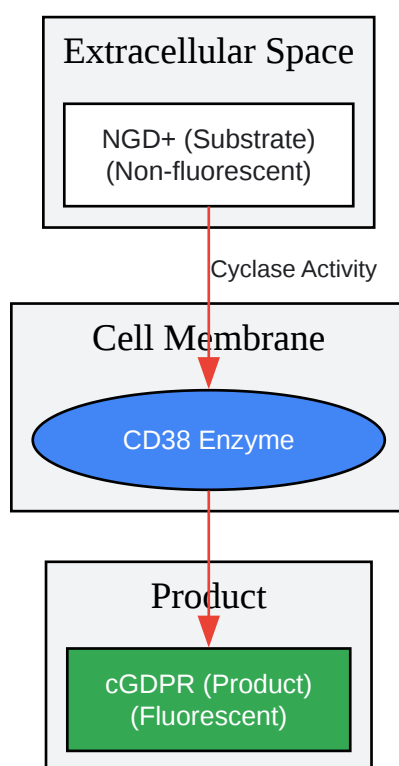 Extracellular Space
NGD+ (Substrate)
(Non-fluorescent)
Cyclase Activity
Cell Membrane
CD38 Enzyme
Product
cGDPR (Product)
(Fluorescent)